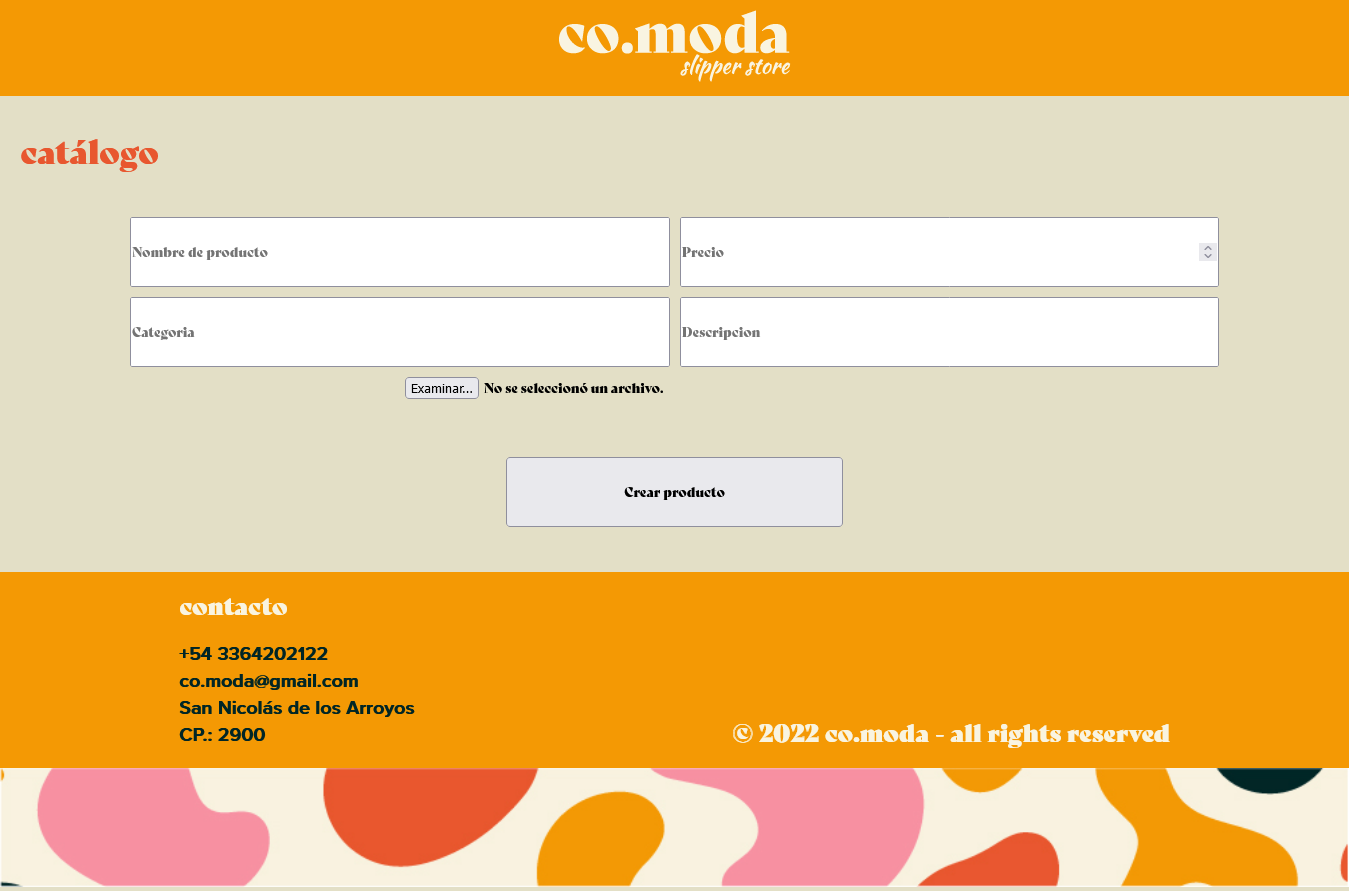 co.moda
slipper store
catálogo
Nombre de producto
Precio
Categoria
Descripcion
Examinar... No se seleccionó un archivo.
Crear producto
contacto
+54 3364202122
co.moda@gmail.com
San Nicolás de los Arroyos
CP.: 2900
© 2022 co.moda - all rights reserved